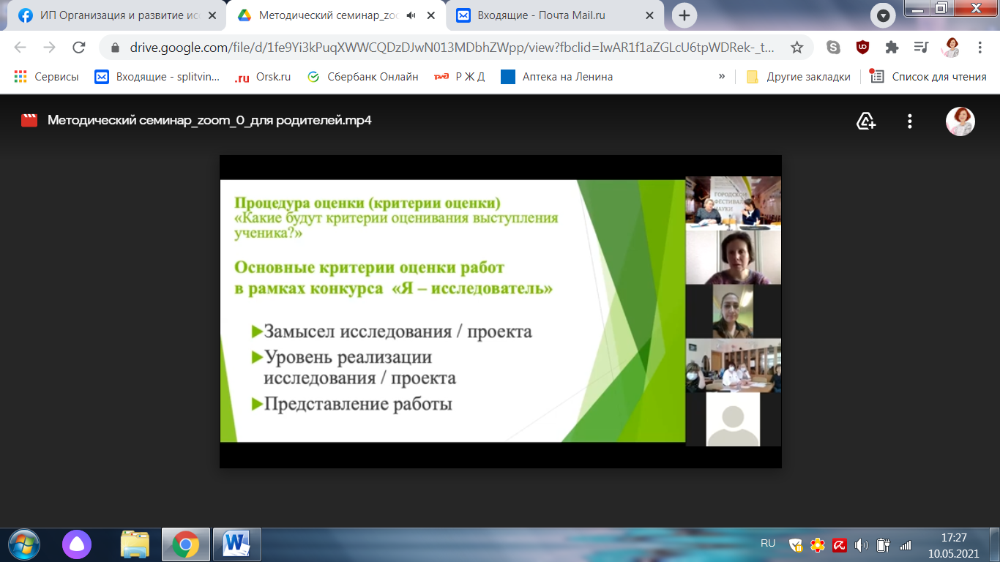 ИП Организация и развитие исс
Методический семинар_zoo
Входящие - Почта Mail.ru
drive.google.com/file/d/1fe9Yi3kPuqXWWCQDzDJwN013MDbhZWpp/view?fbclid=IwAR1f1aZGLcU6tpWDRek-_t...
Сервисы
Входящие - splitvin...
.ru Orsk.ru
Сбербанк Онлайн
Р Ж Д
Аптека на Ленина
»
Другие закладки
Список для чтения
Методический семинар_zoom_0_для родителей.mp4
Процедура оценки (критерии оценки)
«Какие будут критерии оценивания выступления
ученика?»
Основные критерии оценки работ
в рамках конкурса «Я – исследователь»
Замысел исследования / проекта
Уровень реализации
исследования / проекта
Представление работы
ГОРОДСКОЙ
ФЕСТИВАЛЬ
НАУКИ
RU
17:27
10.05.2021